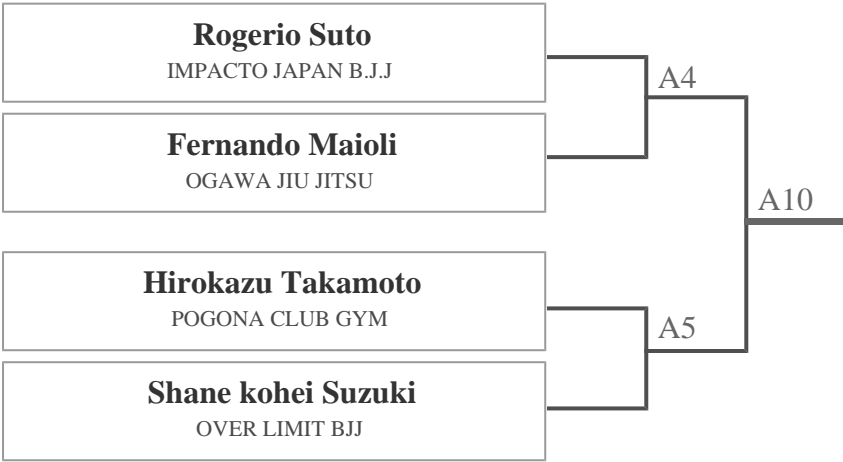 Rogerio Suto
IMPACTO JAPAN B.J.J
A4
Fernando Maioli
OGAWA JIU JITSU
A10
Hirokazu Takamoto
POGONA CLUB GYM
A5
Shane kohei Suzuki
OVER LIMIT BJJ